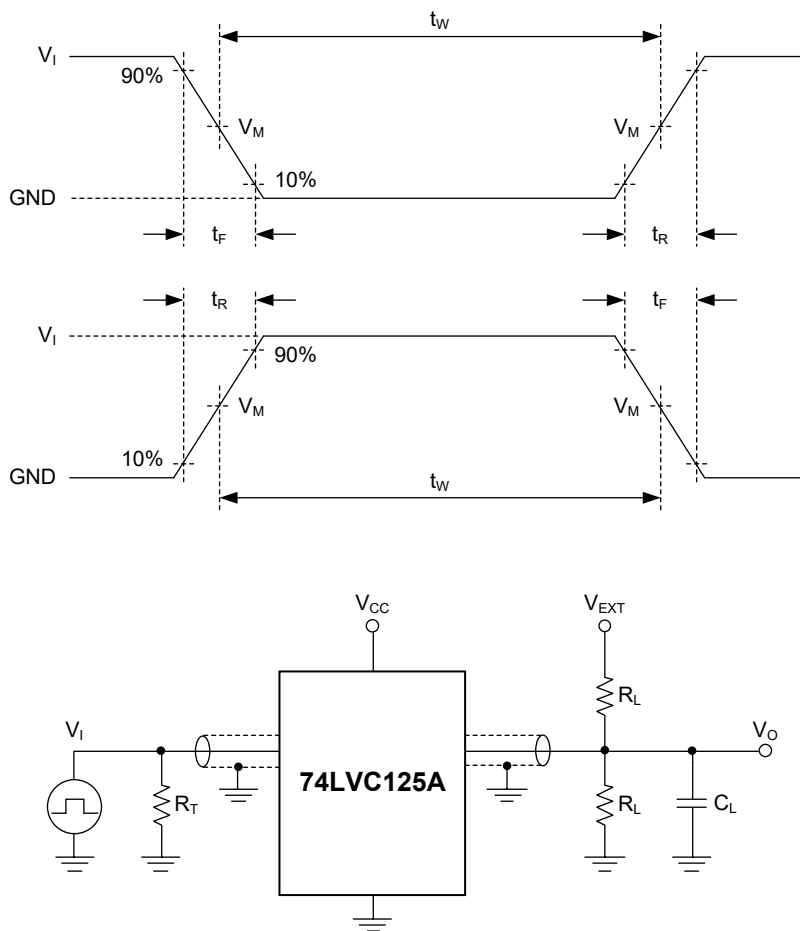 tW
VI
90%
VM
VM
10%
GND
tF
tR
tR
tF
VI
90%
VM
VM
10%
GND
tW
VCC
VEXT
RL
VI
VO
74LVC125A
RT
RL
CL